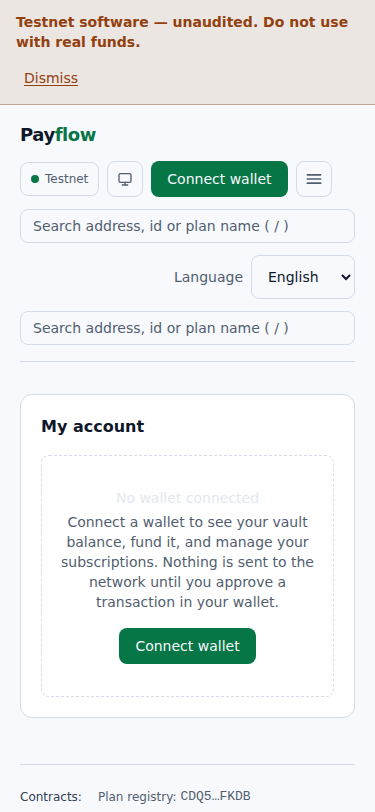 Testnet software — unaudited. Do not use
with real funds.
Dismiss
Payflow
Testnet
Connect wallet
Search address, id or plan name ( / )
Language
English
Search address, id or plan name ( / )
My account
No wallet connected
Connect a wallet to see your vault
balance, fund it, and manage your
subscriptions. Nothing is sent to the
network until you approve a
transaction in your wallet.
Connect wallet
Contracts: Plan registry: CDQ5…FKDB